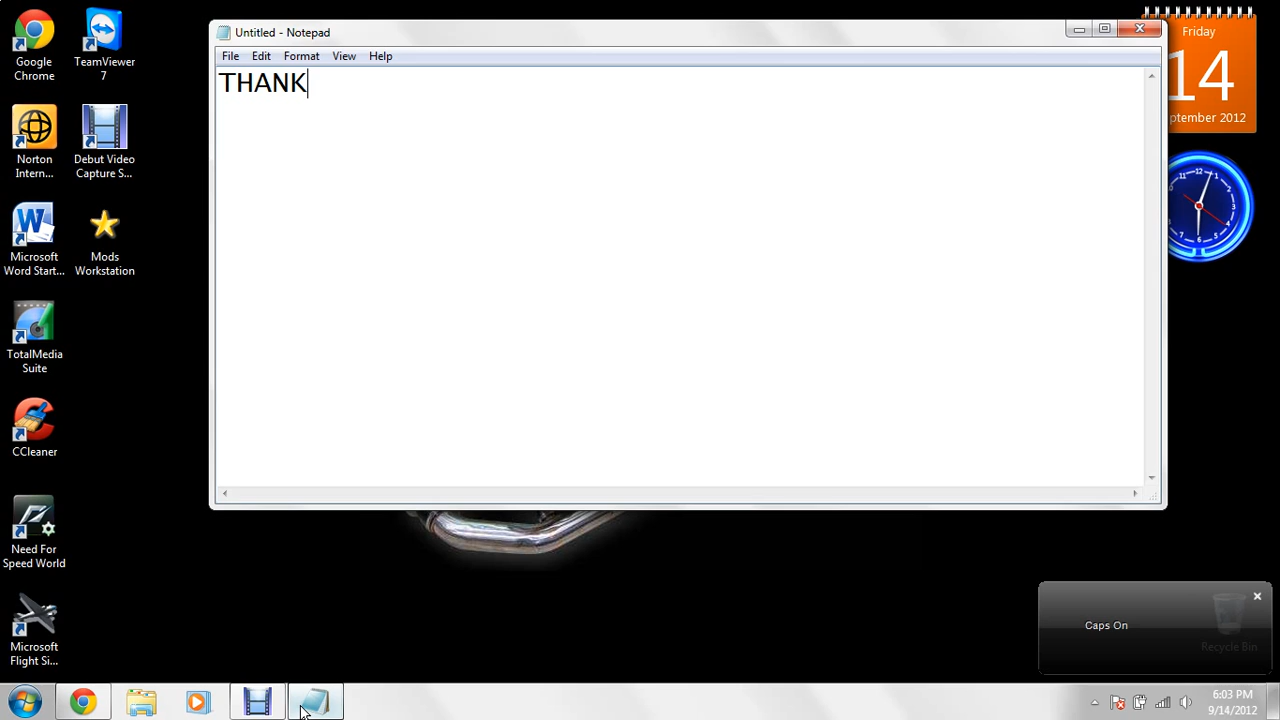 Google
Chrome
TeamViewer
7
Norton
Intern...
Debut Video
Capture S...
Microsoft
Word Start...
Mods
Workstation
TotalMedia
Suite
CCleaner
Need For
Speed World
Microsoft
Flight Si...
Untitled - Notepad
File Edit Format View Help
THANK
Friday
14
ptember 2012
Caps On
Recycle Bin
6:03 PM
9/14/2012